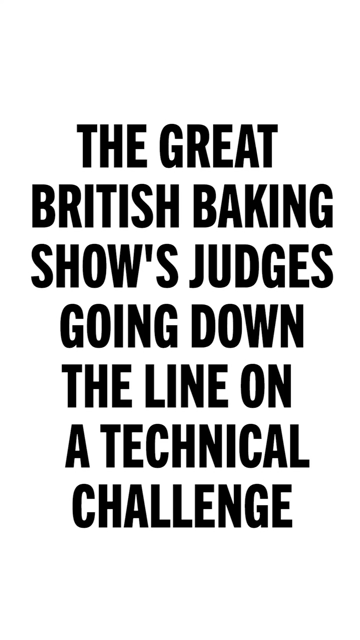 THE GREAT
BRITISH BAKING
SHOW'S JUDGES
GOING DOWN
THE LINE ON
A TECHNICAL
CHALLENGE